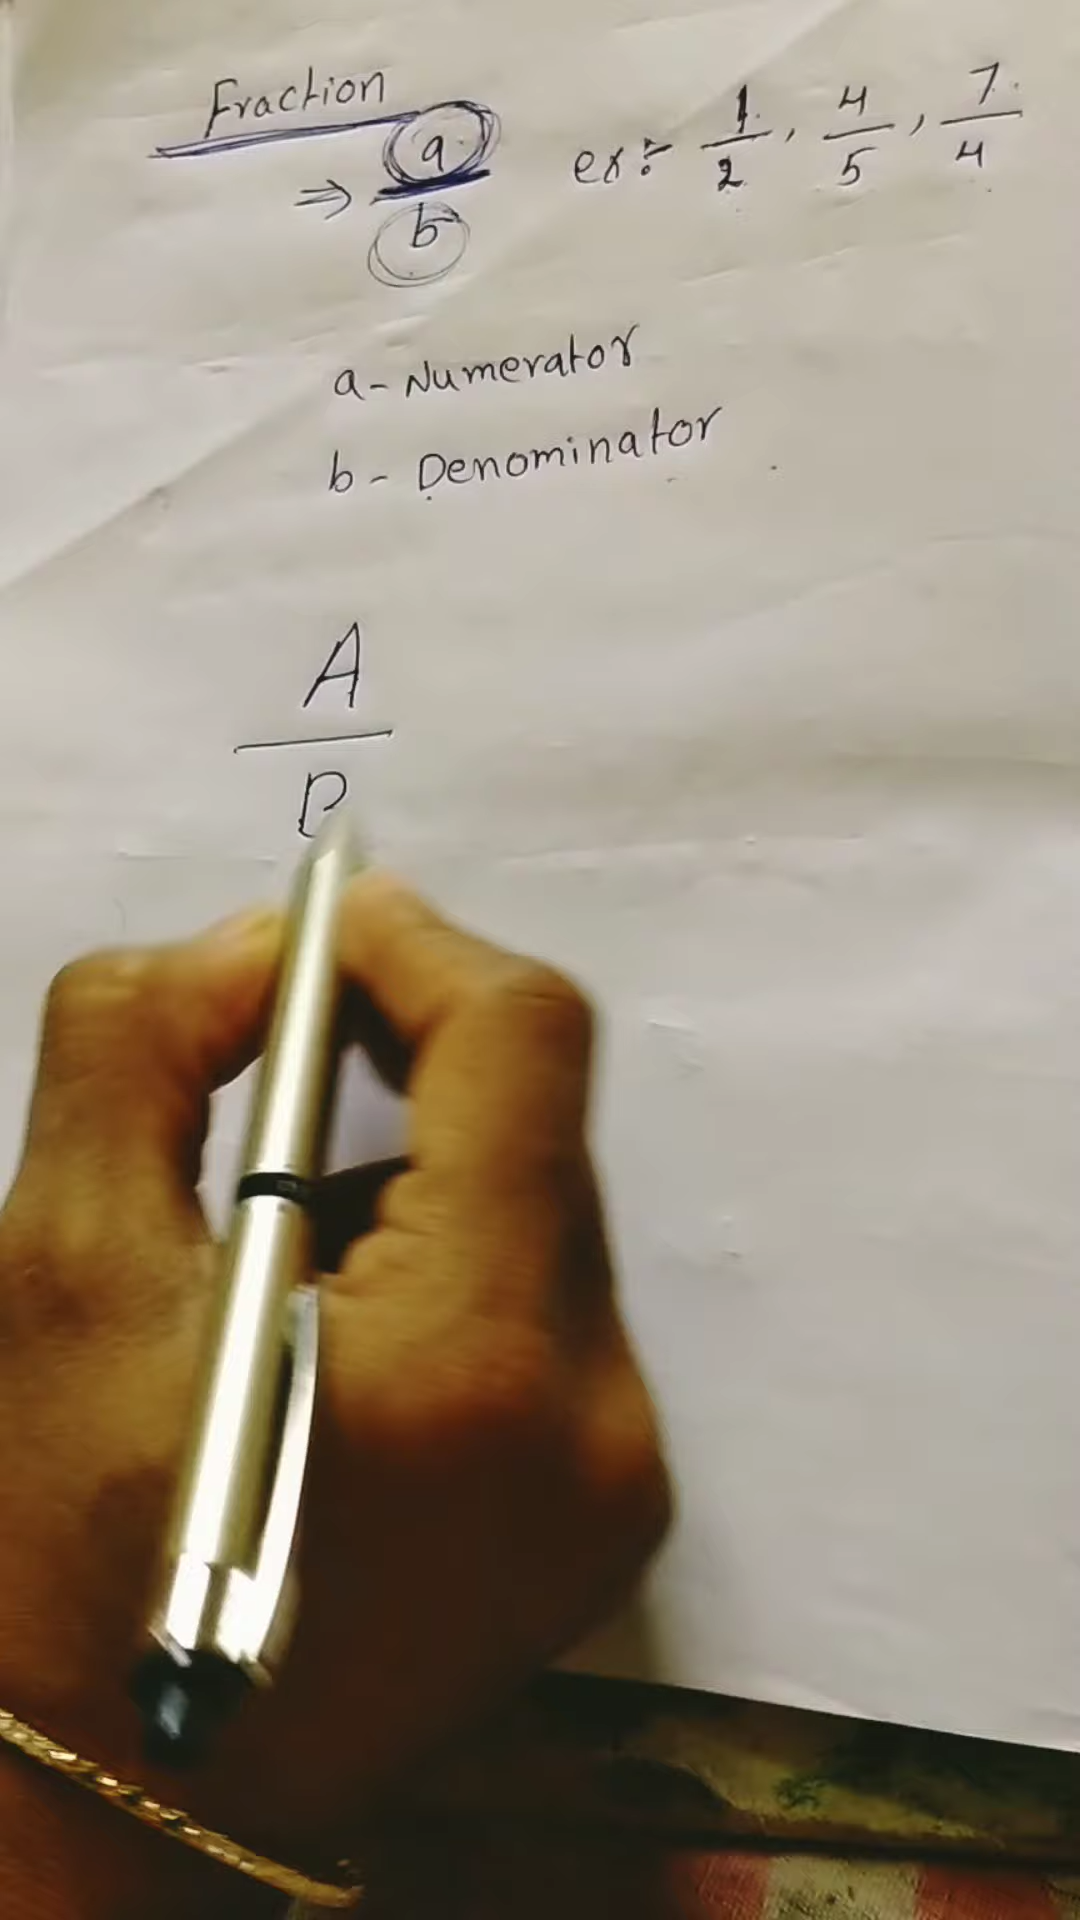 Fraction
⇒ a/b ex:- 1/2, 4/5, 7/4
a - Numerator
b - Denominator
A